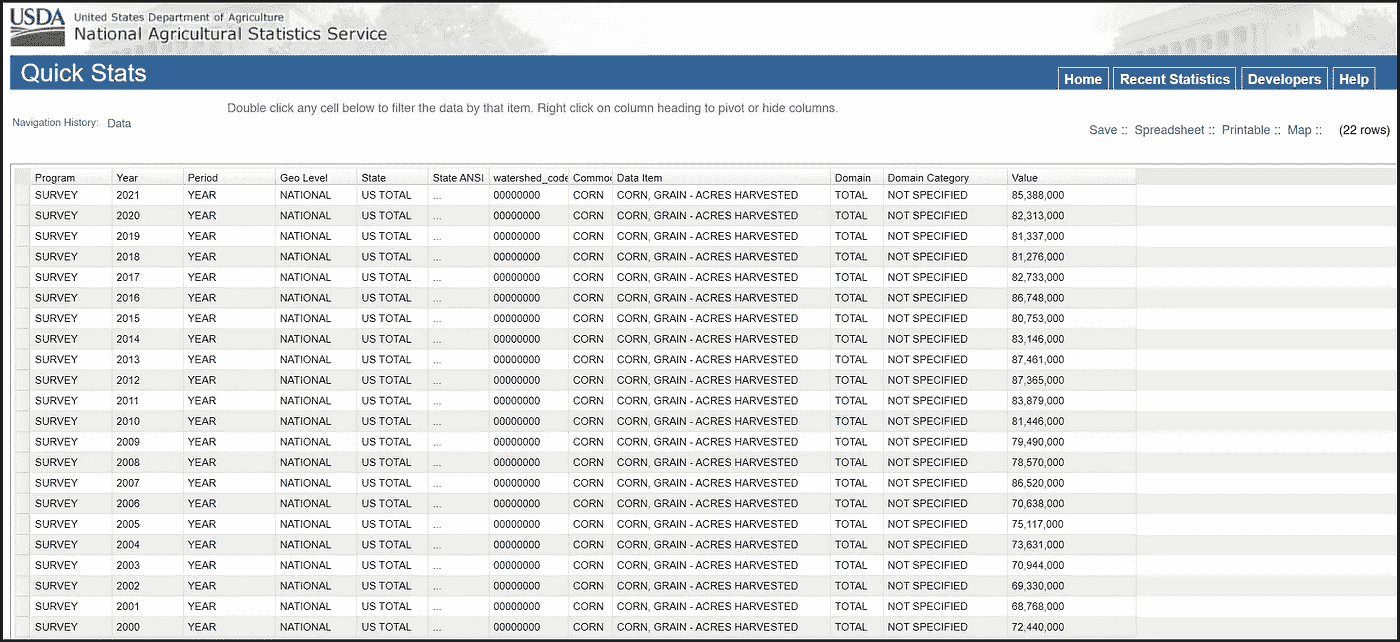 USDA United States Department of Agriculture
National Agricultural Statistics Service
Quick Stats
Home Recent Statistics Developers Help
Double click any cell below to filter the data by that item. Right click on column heading to pivot or hide columns.
Navigation History: Data
Save :: Spreadsheet :: Printable :: Map :: (22 rows)
Program Year Period Geo Level State State ANSI watershed_code Commod Data Item Domain Domain Category Value
SURVEY 2021 YEAR NATIONAL US TOTAL ... 00000000 CORN CORN, GRAIN - ACRES HARVESTED TOTAL NOT SPECIFIED 85,388,000
SURVEY 2020 YEAR NATIONAL US TOTAL ... 00000000 CORN CORN, GRAIN - ACRES HARVESTED TOTAL NOT SPECIFIED 82,313,000
SURVEY 2019 YEAR NATIONAL US TOTAL ... 00000000 CORN CORN, GRAIN - ACRES HARVESTED TOTAL NOT SPECIFIED 81,337,000
SURVEY 2018 YEAR NATIONAL US TOTAL ... 00000000 CORN CORN, GRAIN - ACRES HARVESTED TOTAL NOT SPECIFIED 81,276,000
SURVEY 2017 YEAR NATIONAL US TOTAL ... 00000000 CORN CORN, GRAIN - ACRES HARVESTED TOTAL NOT SPECIFIED 82,733,000
SURVEY 2016 YEAR NATIONAL US TOTAL ... 00000000 CORN CORN, GRAIN - ACRES HARVESTED TOTAL NOT SPECIFIED 86,748,000
SURVEY 2015 YEAR NATIONAL US TOTAL ... 00000000 CORN CORN, GRAIN - ACRES HARVESTED TOTAL NOT SPECIFIED 80,753,000
SURVEY 2014 YEAR NATIONAL US TOTAL ... 00000000 CORN CORN, GRAIN - ACRES HARVESTED TOTAL NOT SPECIFIED 83,146,000
SURVEY 2013 YEAR NATIONAL US TOTAL ... 00000000 CORN CORN, GRAIN - ACRES HARVESTED TOTAL NOT SPECIFIED 87,461,000
SURVEY 2012 YEAR NATIONAL US TOTAL ... 00000000 CORN CORN, GRAIN - ACRES HARVESTED TOTAL NOT SPECIFIED 87,365,000
SURVEY 2011 YEAR NATIONAL US TOTAL ... 00000000 CORN CORN, GRAIN - ACRES HARVESTED TOTAL NOT SPECIFIED 83,879,000
SURVEY 2010 YEAR NATIONAL US TOTAL ... 00000000 CORN CORN, GRAIN - ACRES HARVESTED TOTAL NOT SPECIFIED 81,446,000
SURVEY 2009 YEAR NATIONAL US TOTAL ... 00000000 CORN CORN, GRAIN - ACRES HARVESTED TOTAL NOT SPECIFIED 79,490,000
SURVEY 2008 YEAR NATIONAL US TOTAL ... 00000000 CORN CORN, GRAIN - ACRES HARVESTED TOTAL NOT SPECIFIED 78,570,000
SURVEY 2007 YEAR NATIONAL US TOTAL ... 00000000 CORN CORN, GRAIN - ACRES HARVESTED TOTAL NOT SPECIFIED 86,520,000
SURVEY 2006 YEAR NATIONAL US TOTAL ... 00000000 CORN CORN, GRAIN - ACRES HARVESTED TOTAL NOT SPECIFIED 70,638,000
SURVEY 2005 YEAR NATIONAL US TOTAL ... 00000000 CORN CORN, GRAIN - ACRES HARVESTED TOTAL NOT SPECIFIED 75,117,000
SURVEY 2004 YEAR NATIONAL US TOTAL ... 00000000 CORN CORN, GRAIN - ACRES HARVESTED TOTAL NOT SPECIFIED 73,631,000
SURVEY 2003 YEAR NATIONAL US TOTAL ... 00000000 CORN CORN, GRAIN - ACRES HARVESTED TOTAL NOT SPECIFIED 70,944,000
SURVEY 2002 YEAR NATIONAL US TOTAL ... 00000000 CORN CORN, GRAIN - ACRES HARVESTED TOTAL NOT SPECIFIED 69,330,000
SURVEY 2001 YEAR NATIONAL US TOTAL ... 00000000 CORN CORN, GRAIN - ACRES HARVESTED TOTAL NOT SPECIFIED 68,768,000
SURVEY 2000 YEAR NATIONAL US TOTAL ... 00000000 CORN CORN, GRAIN - ACRES HARVESTED TOTAL NOT SPECIFIED 72,440,000